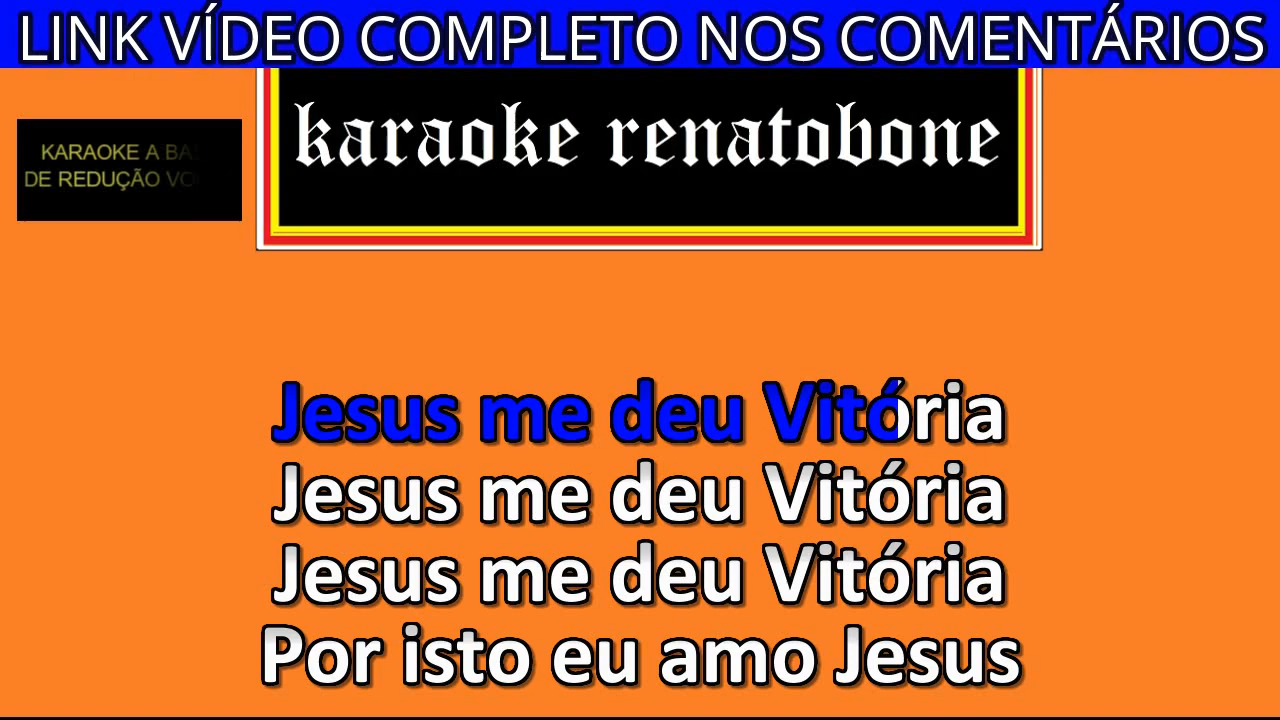 LINK VÍDEO COMPLETO NOS COMENTÁRIOS
karaoke renatobone
KARAOKE A
DE REDUÇÃO
Jesus me deu Vitória
Jesus me deu Vitória
Jesus me deu Vitória
Por isto eu amo Jesus